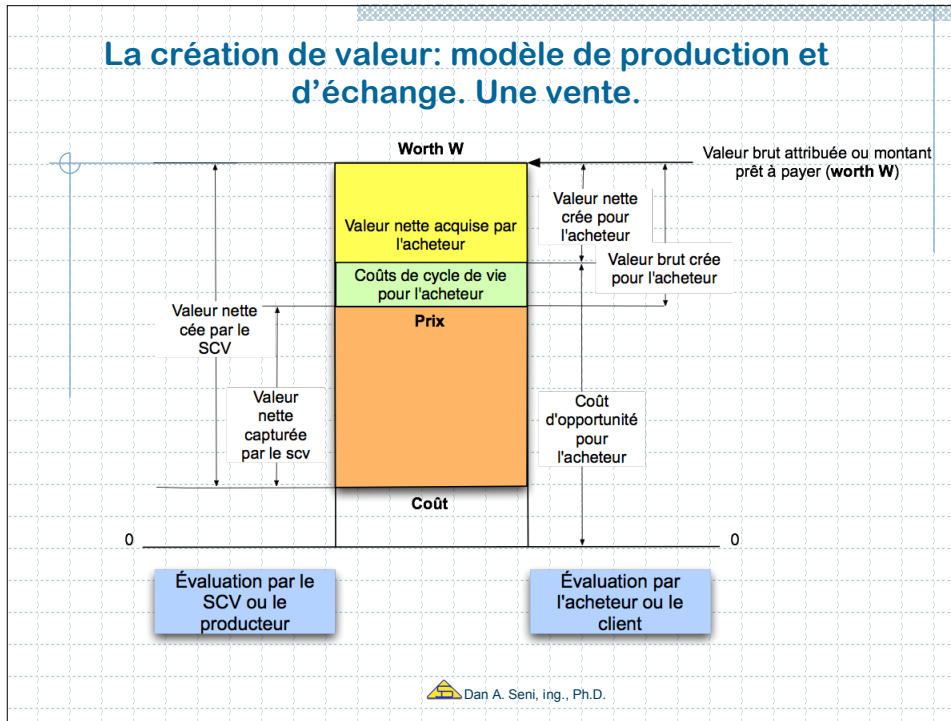 La création de valeur: modèle de production et
d'échange. Une vente.
Worth W
Valeur brut attribuée ou montant
prêt à payer (worth W)
Valeur nette
crée pour
l'acheteur
Valeur nette acquise par
l'acheteur
Valeur brut crée
pour l'acheteur
Coûts de cycle de vie
pour l'acheteur
Valeur nette
cée par le
SCV
Prix
Valeur
nette
capturée
par le scv
Coût
d'opportunité
pour
l'acheteur
Coût
0
0
Évaluation par le
SCV ou le
producteur
Évaluation par
l'acheteur ou le
client
Dan A. Seni, ing., Ph.D.